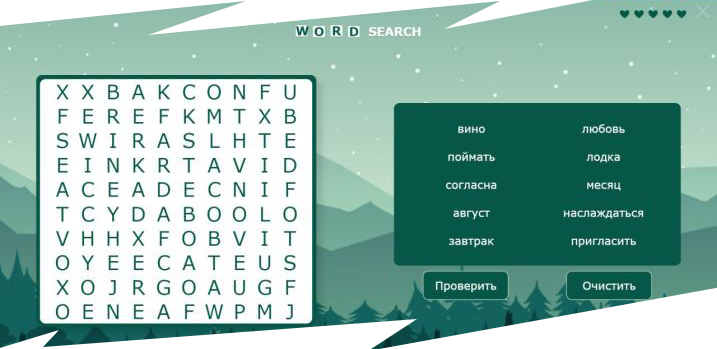 WORD SEARCH
X X B A K C O N F U
F E R E F K M T X B
S W I R A S L H T E
E I N K R T A V I D
A C E A D E C N I F
T C Y D A B O O L O
V H H X F O B V I T
O Y E E C A T E U S
X O J R G O A U G F
O E N E A F W P M J
вино любовь
поймать лодка
согласна месяц
август наслаждаться
завтрак пригласить
Проверить Очистить